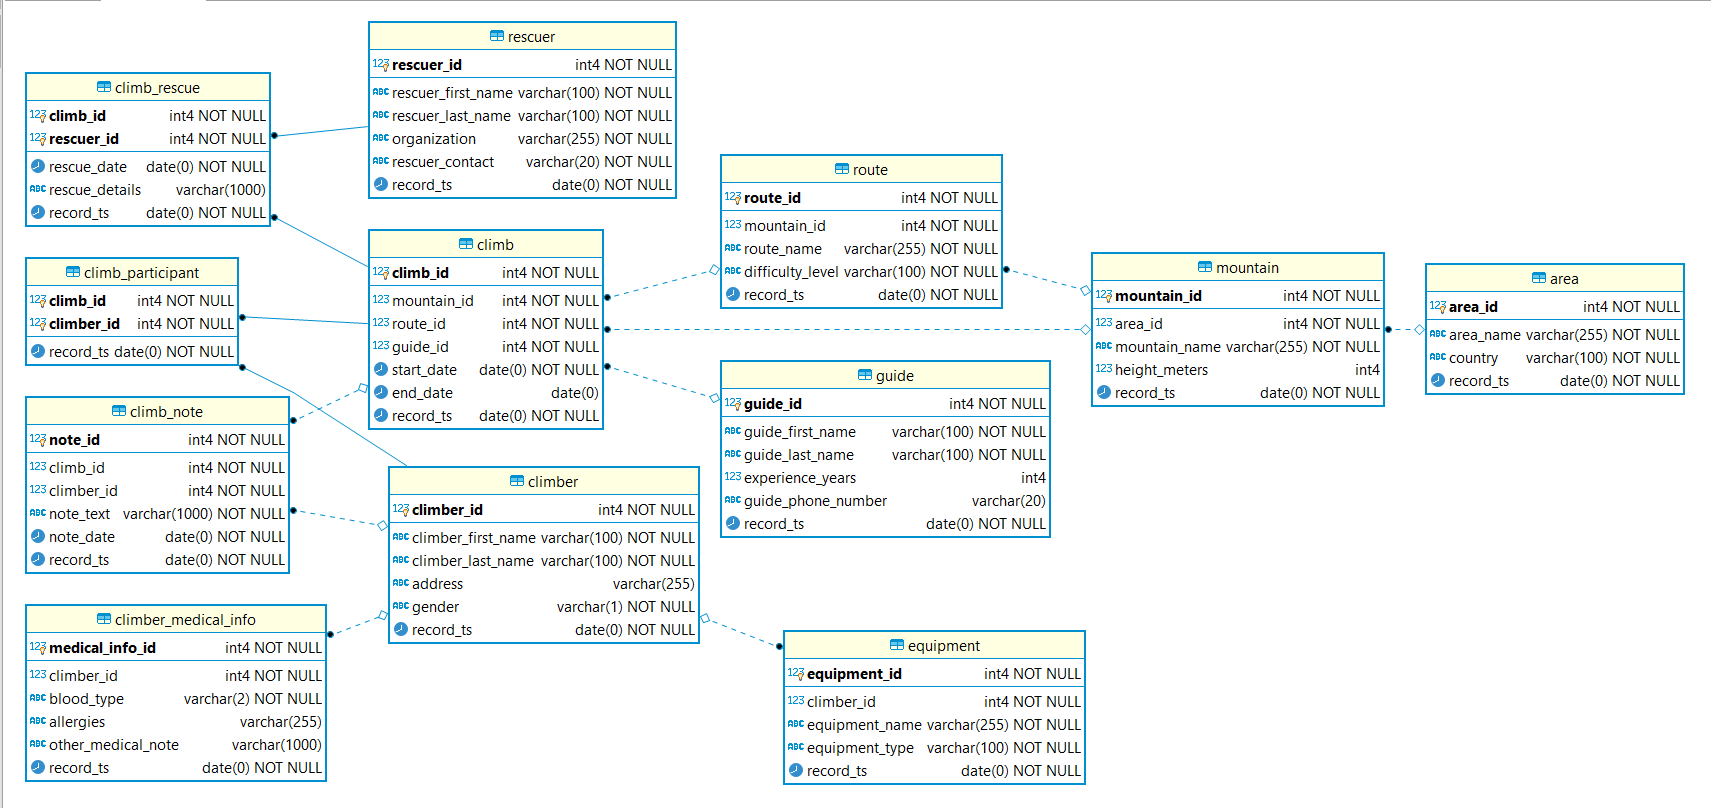 rescuer
123 rescuer_id int4 NOT NULL
ABC rescuer_first_name varchar(100) NOT NULL
ABC rescuer_last_name varchar(100) NOT NULL
ABC organization varchar(255) NOT NULL
ABC rescuer_contact varchar(20) NOT NULL
record_ts date(0) NOT NULL
climb_rescue
123 climb_id int4 NOT NULL
123 rescuer_id int4 NOT NULL
rescue_date date(0) NOT NULL
ABC rescue_details varchar(1000)
record_ts date(0) NOT NULL
climb_participant
123 climb_id int4 NOT NULL
123 climber_id int4 NOT NULL
record_ts date(0) NOT NULL
climb
123 climb_id int4 NOT NULL
123 mountain_id int4 NOT NULL
123 route_id int4 NOT NULL
123 guide_id int4 NOT NULL
start_date date(0) NOT NULL
end_date date(0)
record_ts date(0) NOT NULL
route
123 route_id int4 NOT NULL
123 mountain_id int4 NOT NULL
ABC route_name varchar(255) NOT NULL
ABC difficulty_level varchar(100) NOT NULL
record_ts date(0) NOT NULL
mountain
123 mountain_id int4 NOT NULL
123 area_id int4 NOT NULL
ABC mountain_name varchar(255) NOT NULL
123 height_meters int4
record_ts date(0) NOT NULL
area
123 area_id int4 NOT NULL
ABC area_name varchar(255) NOT NULL
ABC country varchar(100) NOT NULL
record_ts date(0) NOT NULL
guide
123 guide_id int4 NOT NULL
ABC guide_first_name varchar(100) NOT NULL
ABC guide_last_name varchar(100) NOT NULL
123 experience_years int4
ABC guide_phone_number varchar(20)
record_ts date(0) NOT NULL
climb_note
123 note_id int4 NOT NULL
123 climb_id int4 NOT NULL
123 climber_id int4 NOT NULL
ABC note_text varchar(1000) NOT NULL
note_date date(0) NOT NULL
record_ts date(0) NOT NULL
climber
123 climber_id int4 NOT NULL
ABC climber_first_name varchar(100) NOT NULL
ABC climber_last_name varchar(100) NOT NULL
ABC address varchar(255)
ABC gender varchar(1) NOT NULL
record_ts date(0) NOT NULL
climber_medical_info
123 medical_info_id int4 NOT NULL
123 climber_id int4 NOT NULL
ABC blood_type varchar(2) NOT NULL
ABC allergies varchar(255)
ABC other_medical_note varchar(1000)
record_ts date(0) NOT NULL
equipment
123 equipment_id int4 NOT NULL
123 climber_id int4 NOT NULL
ABC equipment_name varchar(255) NOT NULL
ABC equipment_type varchar(100) NOT NULL
record_ts date(0) NOT NULL